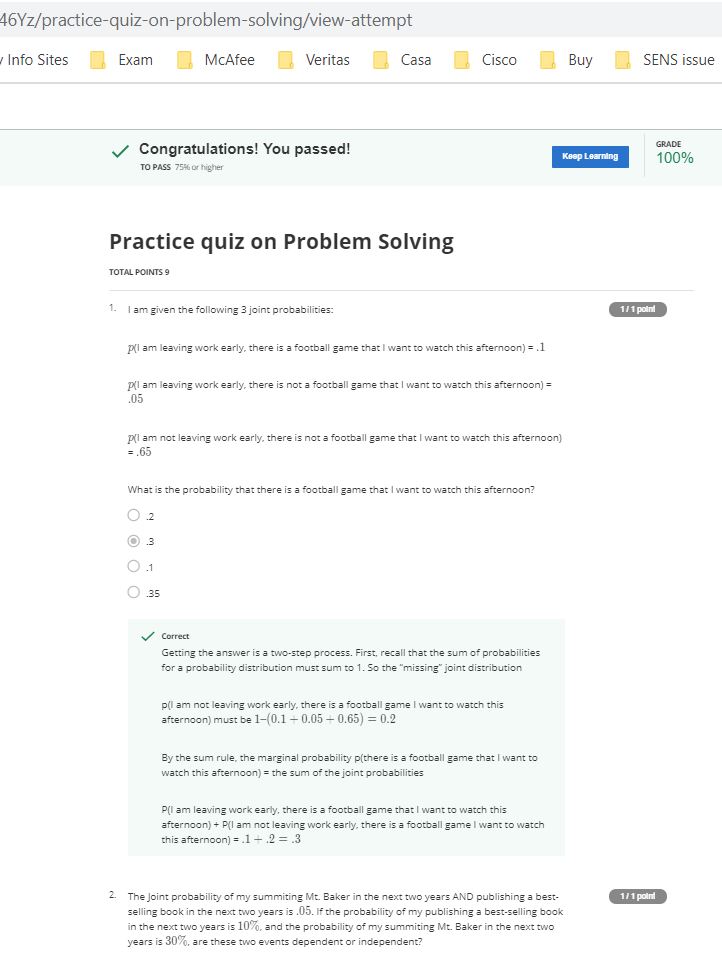 46Yz/practice-quiz-on-problem-solving/view-attempt
Info Sites Exam McAfee Veritas Casa Cisco Buy SENS issue
Congratulations! You passed!
TO PASS 75% or higher
Keep Learning
GRADE
100%
Practice quiz on Problem Solving
TOTAL POINTS 9
1. I am given the following 3 joint probabilities:
1 / 1 point
p(I am leaving work early, there is a football game that I want to watch this afternoon) = .1
p(I am leaving work early, there is not a football game that I want to watch this afternoon) =
.05
p(I am not leaving work early, there is not a football game that I want to watch this afternoon)
= .65
What is the probability that there is a football game that I want to watch this afternoon?
.2
.3
.1
.35
Correct
Getting the answer is a two-step process. First, recall that the sum of probabilities
for a probability distribution must sum to 1. So the "missing" joint distribution
p(I am not leaving work early, there is a football game I want to watch this
afternoon) must be 1–(0.1 + 0.05 + 0.65) = 0.2
By the sum rule, the marginal probability p(there is a football game that I want to
watch this afternoon) = the sum of the joint probabilities
P(I am leaving work early, there is a football game that I want to watch this
afternoon) + P(I am not leaving work early, there is a football game I want to watch
this afternoon) = .1 + .2 = .3
2. The Joint probability of my summiting Mt. Baker in the next two years AND publishing a best-
1 / 1 point
selling book in the next two years is .05. If the probability of my publishing a best-selling book
in the next two years is 10%, and the probability of my summiting Mt. Baker in the next two
years is 30%, are these two events dependent or independent?